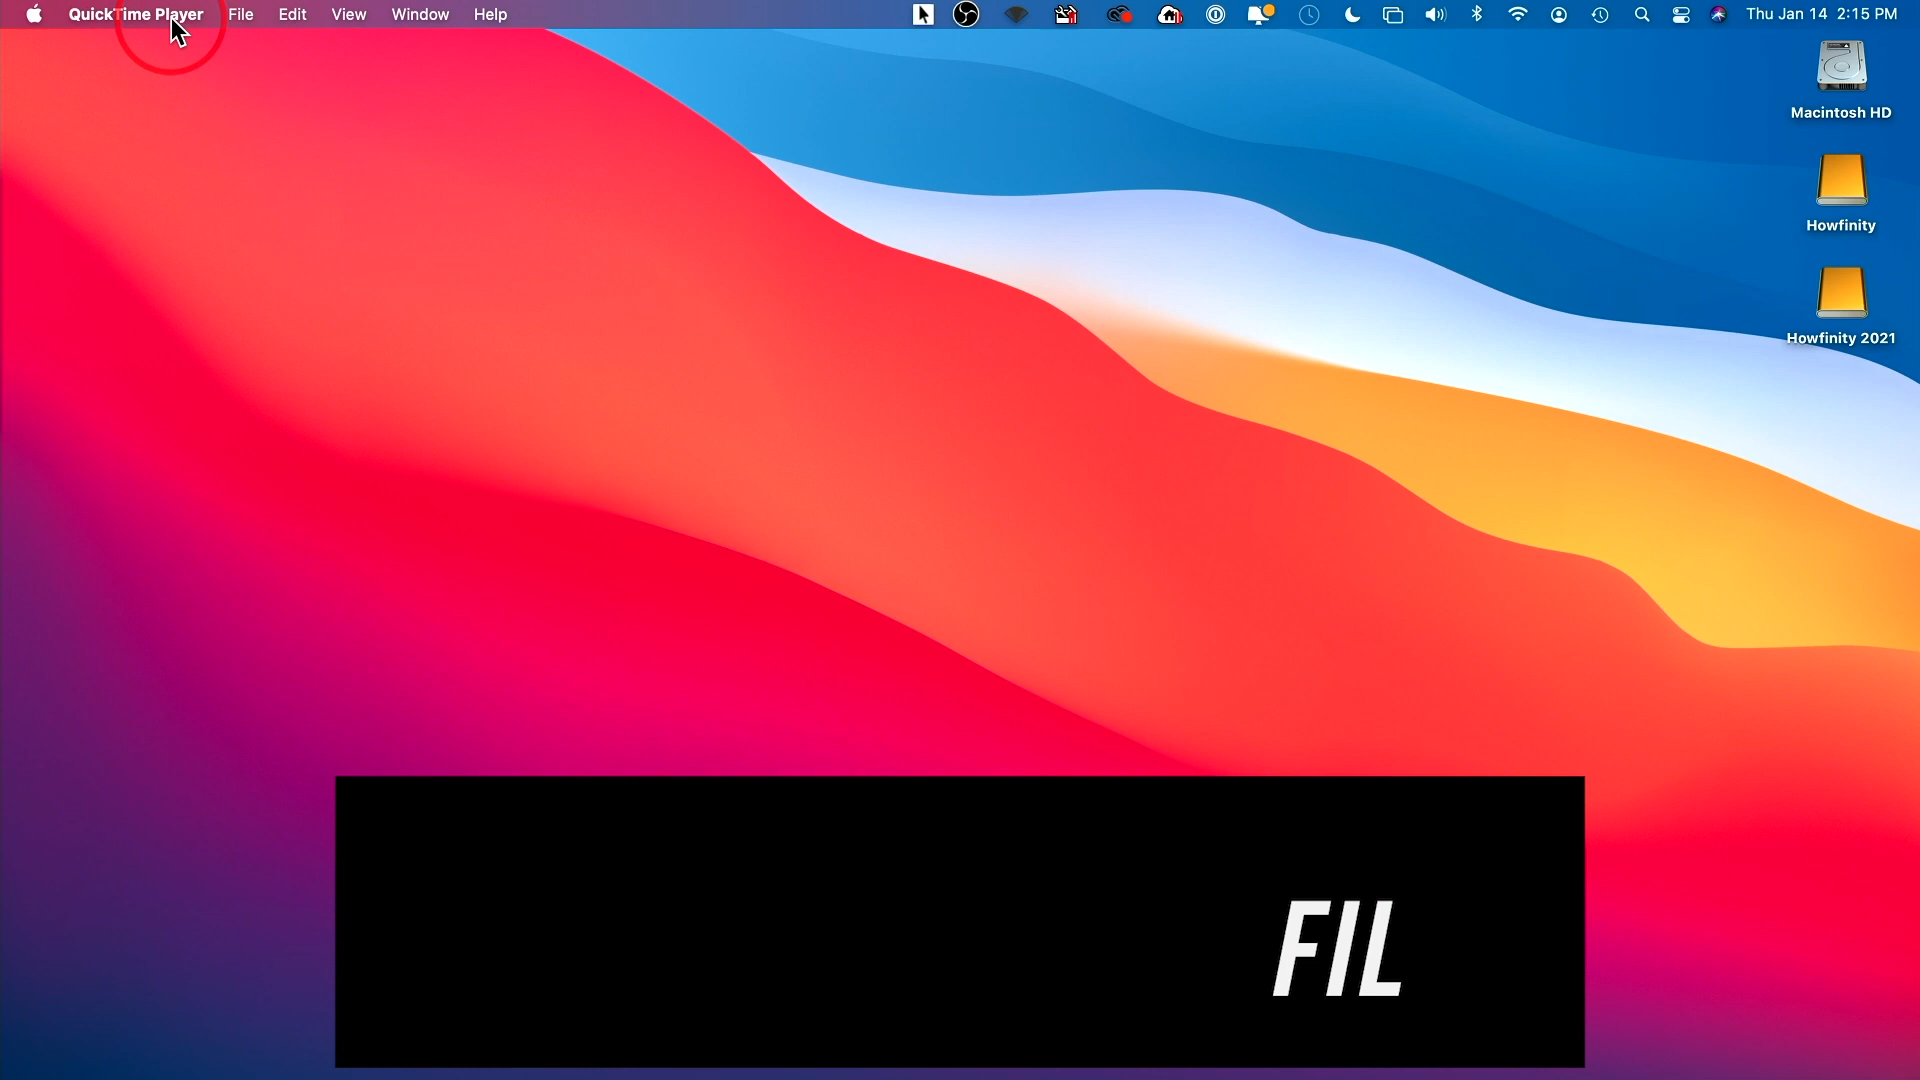 QuickTime Player File Edit View Window Help Thu Jan 14 2:15 PM
Macintosh HD
Howfinity
Howfinity 2021
FIL